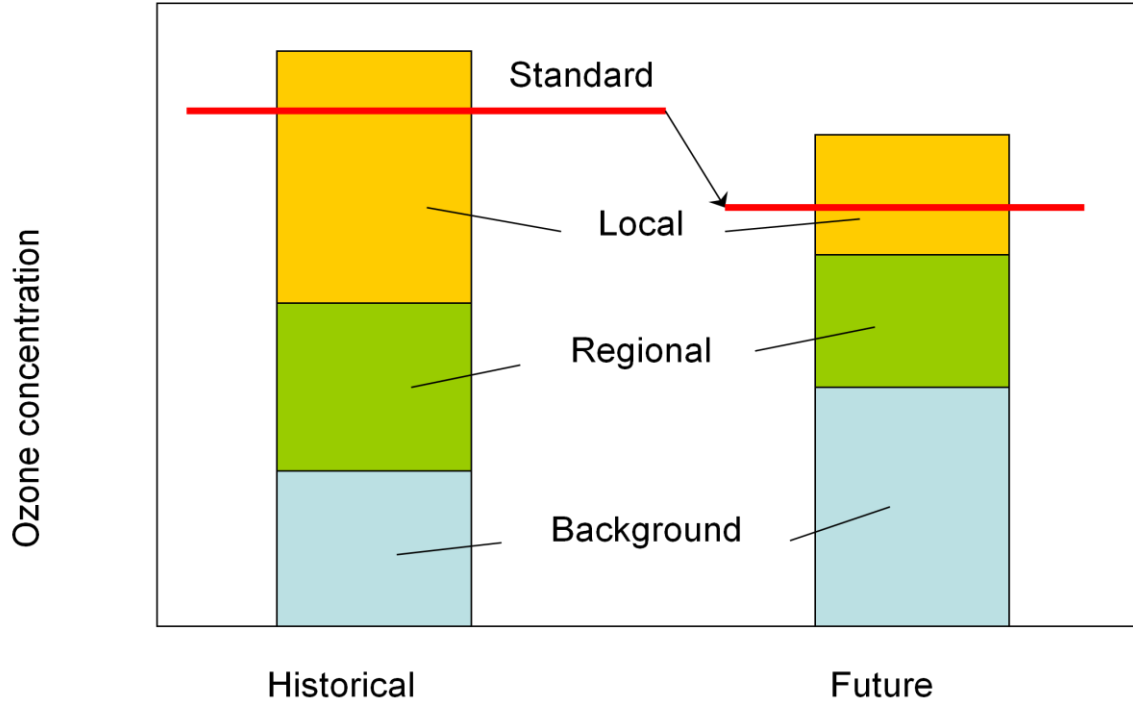 Standard
Local
Regional
Background
Ozone concentration
Historical
Future